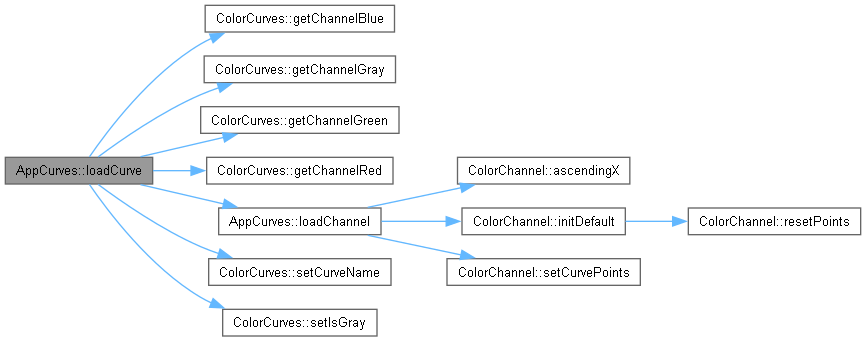 ColorCurves::getChannelBlue
ColorCurves::getChannelGray
ColorCurves::getChannelGreen
AppCurves::loadCurve
ColorCurves::getChannelRed
ColorChannel::ascendingX
AppCurves::loadChannel
ColorChannel::initDefault
ColorChannel::resetPoints
ColorCurves::setCurveName
ColorChannel::setCurvePoints
ColorCurves::setIsGray